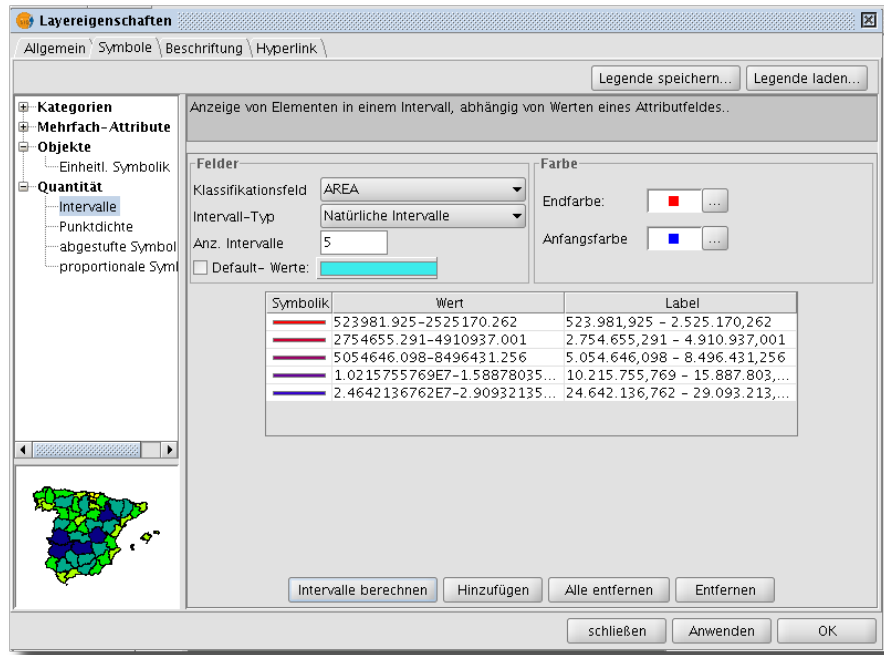 Layereigenschaften
Allgemein Symbole Beschriftung Hyperlink
Legende speichern... Legende laden...
Kategorien
Mehrfach-Attribute
Objekte
Einheitl. Symbolik
Quantität
Intervalle
Punktdichte
abgestufte Symbol
proportionale Syml
Anzeige von Elementen in einem Intervall, abhängig von Werten eines Attributfeldes..
Felder
Klassifikationsfeld AREA
Intervall-Typ Natürliche Intervalle
Anz. Intervalle 5
Default- Werte:
Farbe
Endfarbe: ...
Anfangsfarbe ...
Symbolik Wert Label
523981.925-2525170.262 523.981,925 - 2.525.170,262
2754655.291-4910937.001 2.754.655,291 - 4.910.937,001
5054646.098-8496431.256 5.054.646,098 - 8.496.431,256
1.0215755769E7-1.58878035... 10.215.755,769 - 15.887.803,...
2.4642136762E7-2.90932135... 24.642.136,762 - 29.093.213,...
Intervalle berechnen Hinzufügen Alle entfernen Entfernen
schließen Anwenden OK